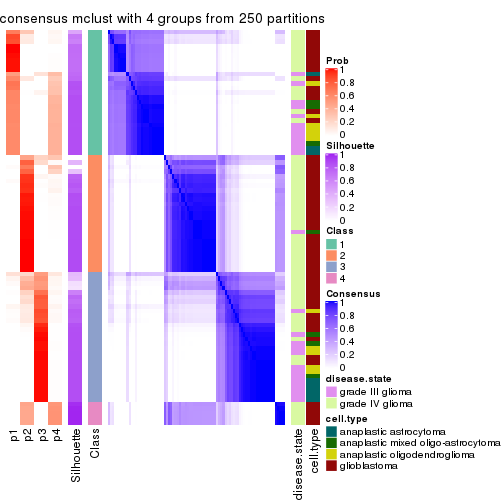 consensus mclust with 4 groups from 250 partitions
Prob
1
0.8
0.6
0.4
0.2
0
Silhouette
1
0.8
0.6
0.4
0.2
0
Class
1
2
3
4
Consensus
1
0.8
0.6
0.4
0.2
0
disease.state
grade III glioma
grade IV glioma
cell.type
anaplastic astrocytoma
anaplastic mixed oligo-astrocytoma
anaplastic oligodendroglioma
glioblastoma
p1
p2
p3
p4
Silhouette
Class
disease.state
cell.type